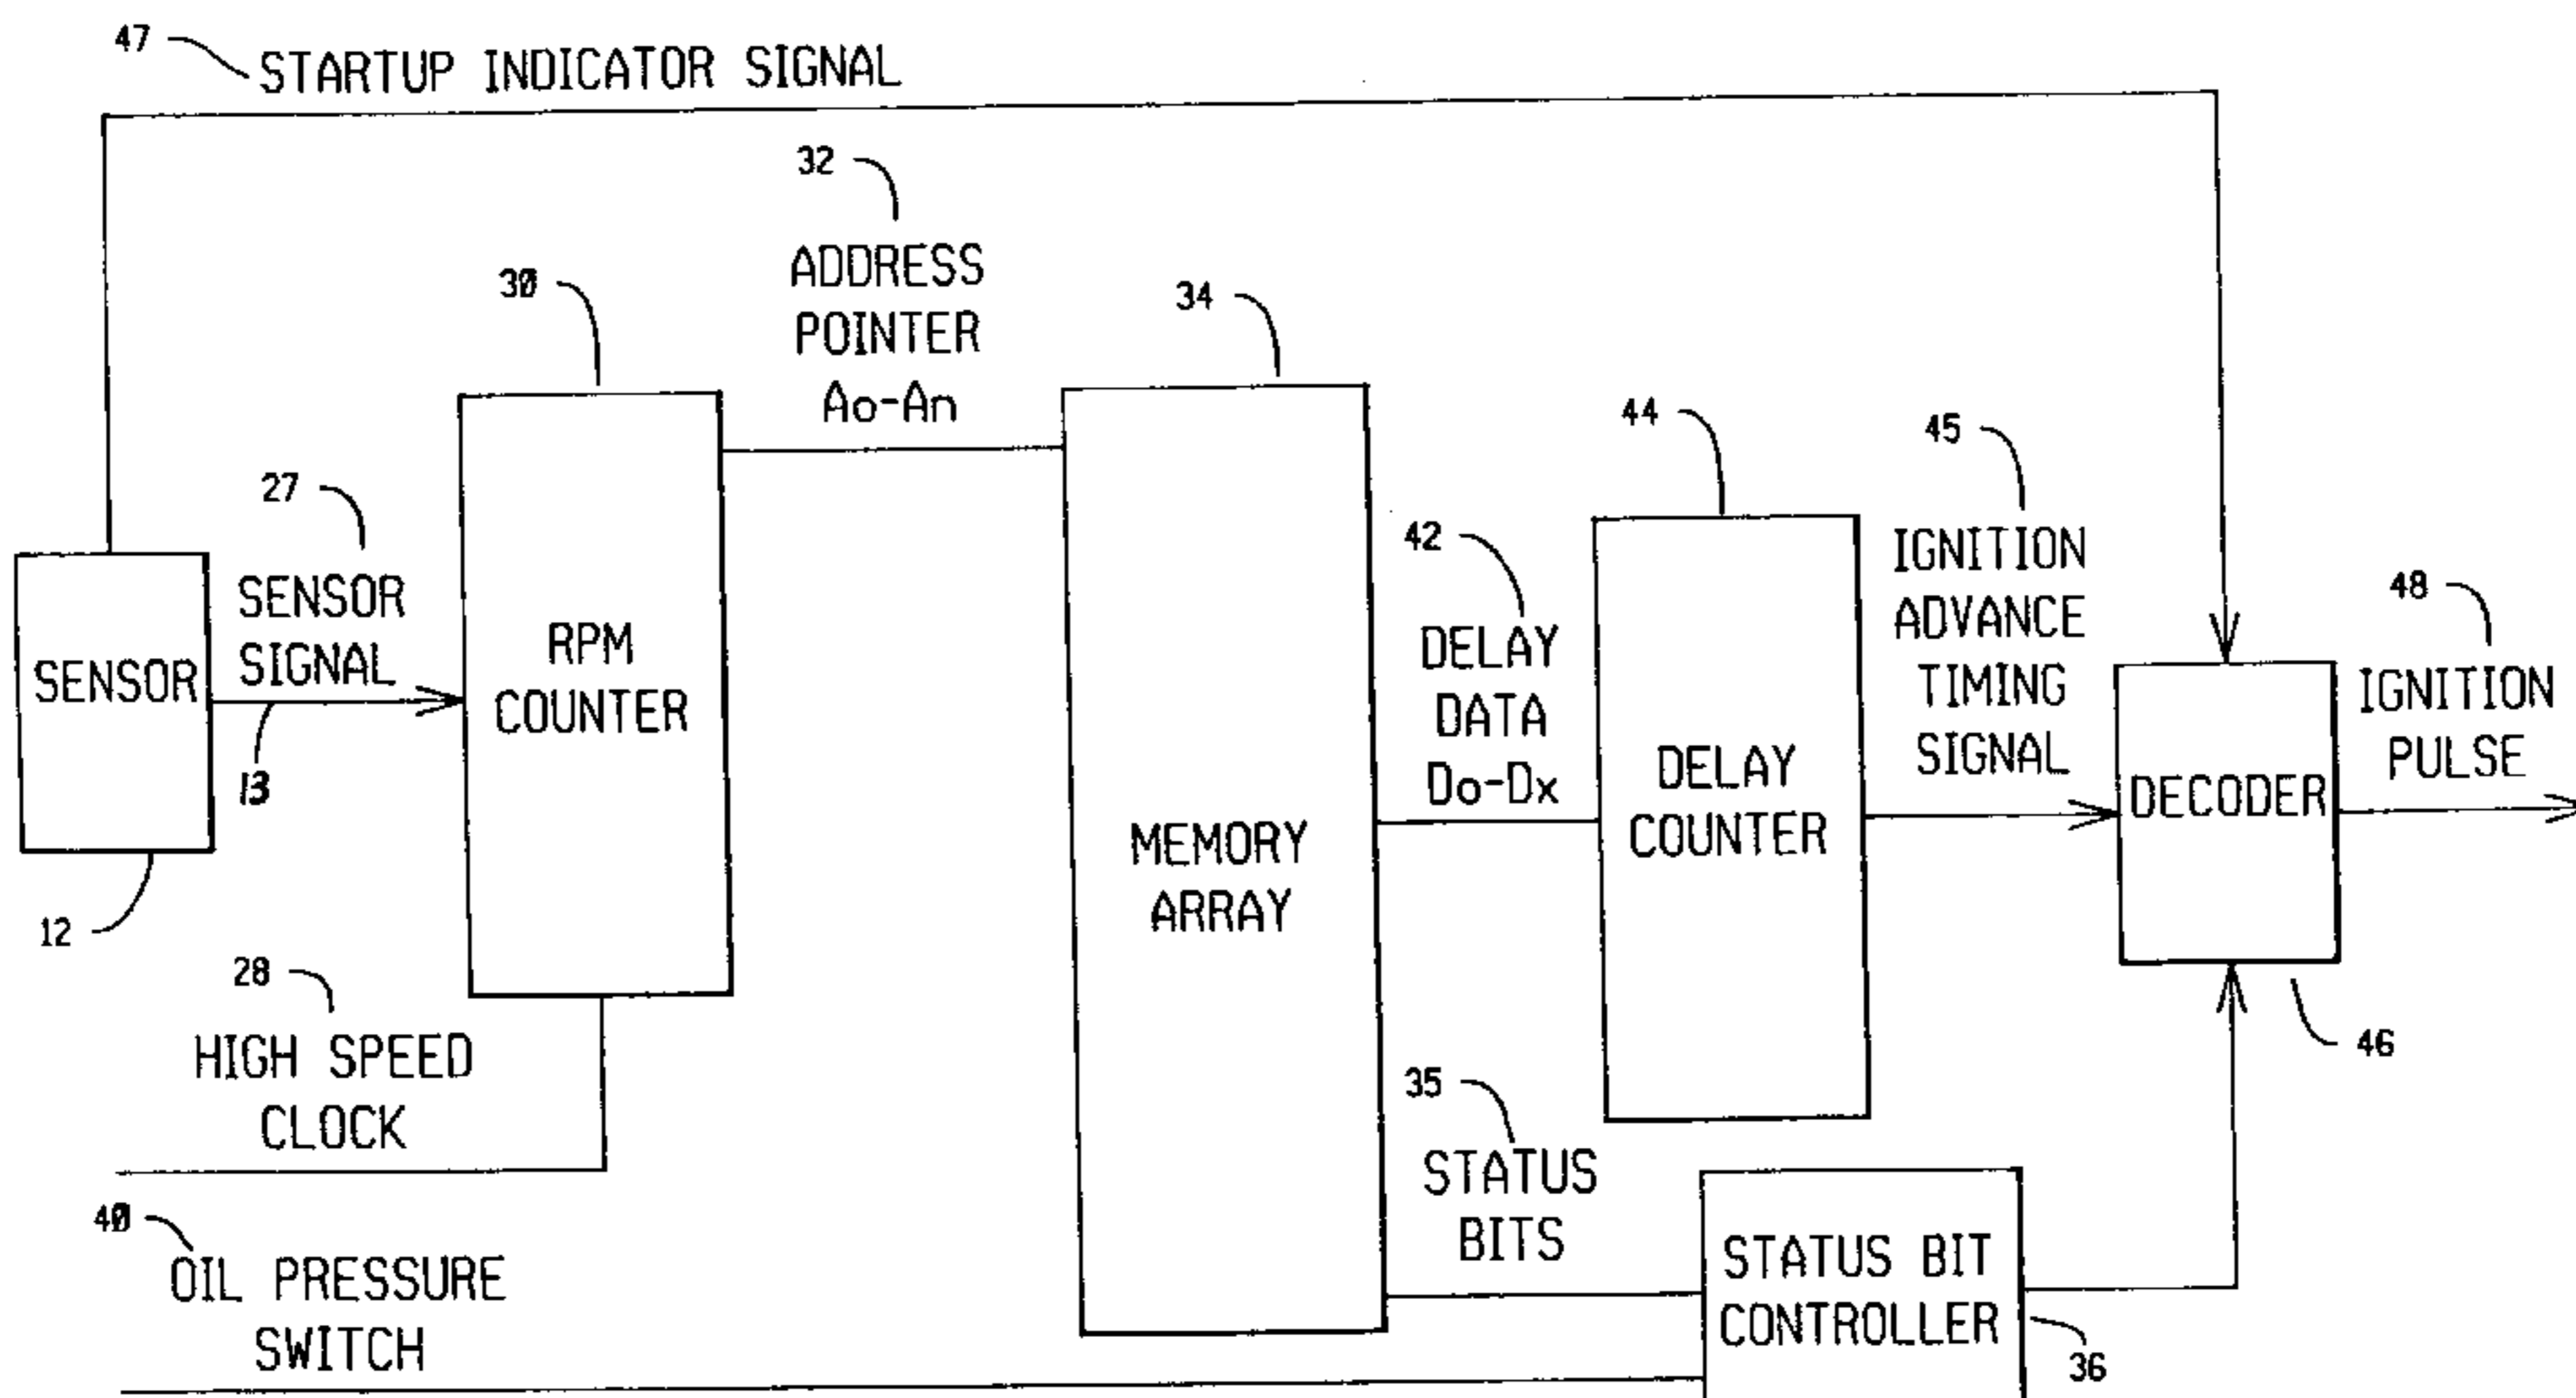 47
STARTUP INDICATOR SIGNAL
32
ADDRESS
POINTER
Ao-An
30
34
27
SENSOR
SIGNAL
13
SENSOR
12
RPM
COUNTER
28
HIGH SPEED
CLOCK
40
OIL PRESSURE
SWITCH
MEMORY
ARRAY
42
DELAY
DATA
Do-Dx
44
DELAY
COUNTER
45
IGNITION
ADVANCE
TIMING
SIGNAL
35
STATUS
BITS
STATUS BIT
CONTROLLER
36
DECODER
46
48
IGNITION
PULSE